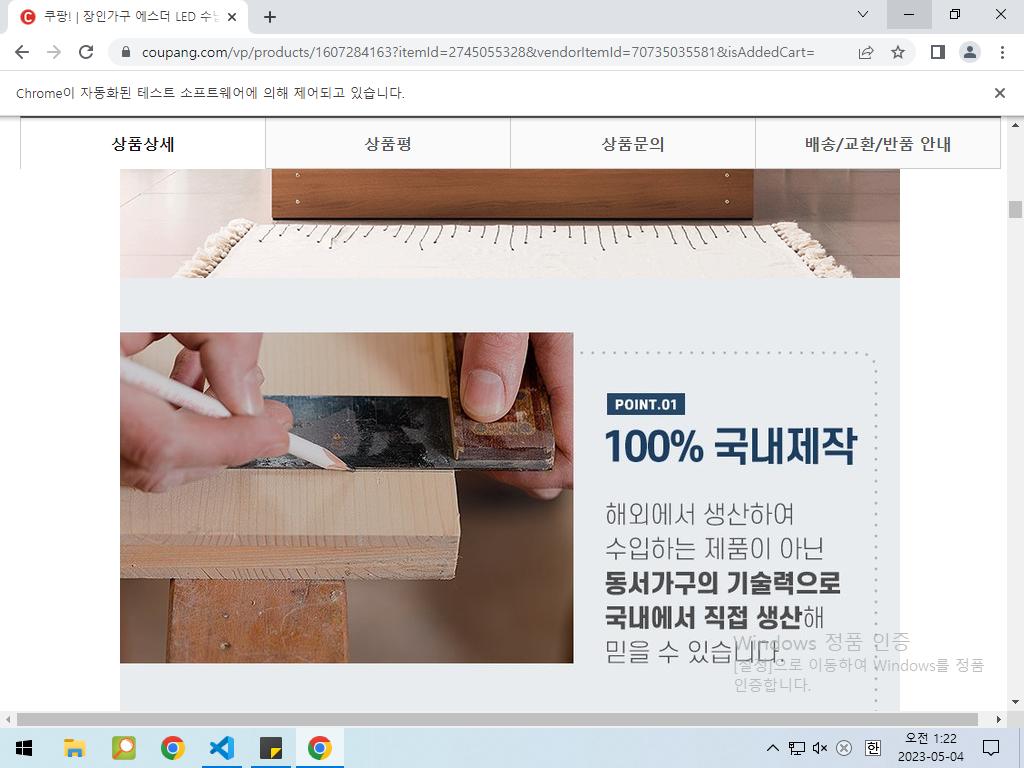 쿠팡! | 장인가구 에스더 LED 수납
coupang.com/vp/products/1607284163?itemId=2745055328&vendorItemId=70735035581&isAddedCart=
Chrome이 자동화된 테스트 소프트웨어에 의해 제어되고 있습니다.
상품상세 상품평 상품문의 배송/교환/반품 안내
POINT.01
100% 국내제작
해외에서 생산하여
수입하는 제품이 아닌
동서가구의 기술력으로
국내에서 직접 생산해
믿을 수 있습니다.
Windows 정품 인증
[설정]으로 이동하여 Windows를 정품
인증합니다.
한
오전 1:22
2023-05-04